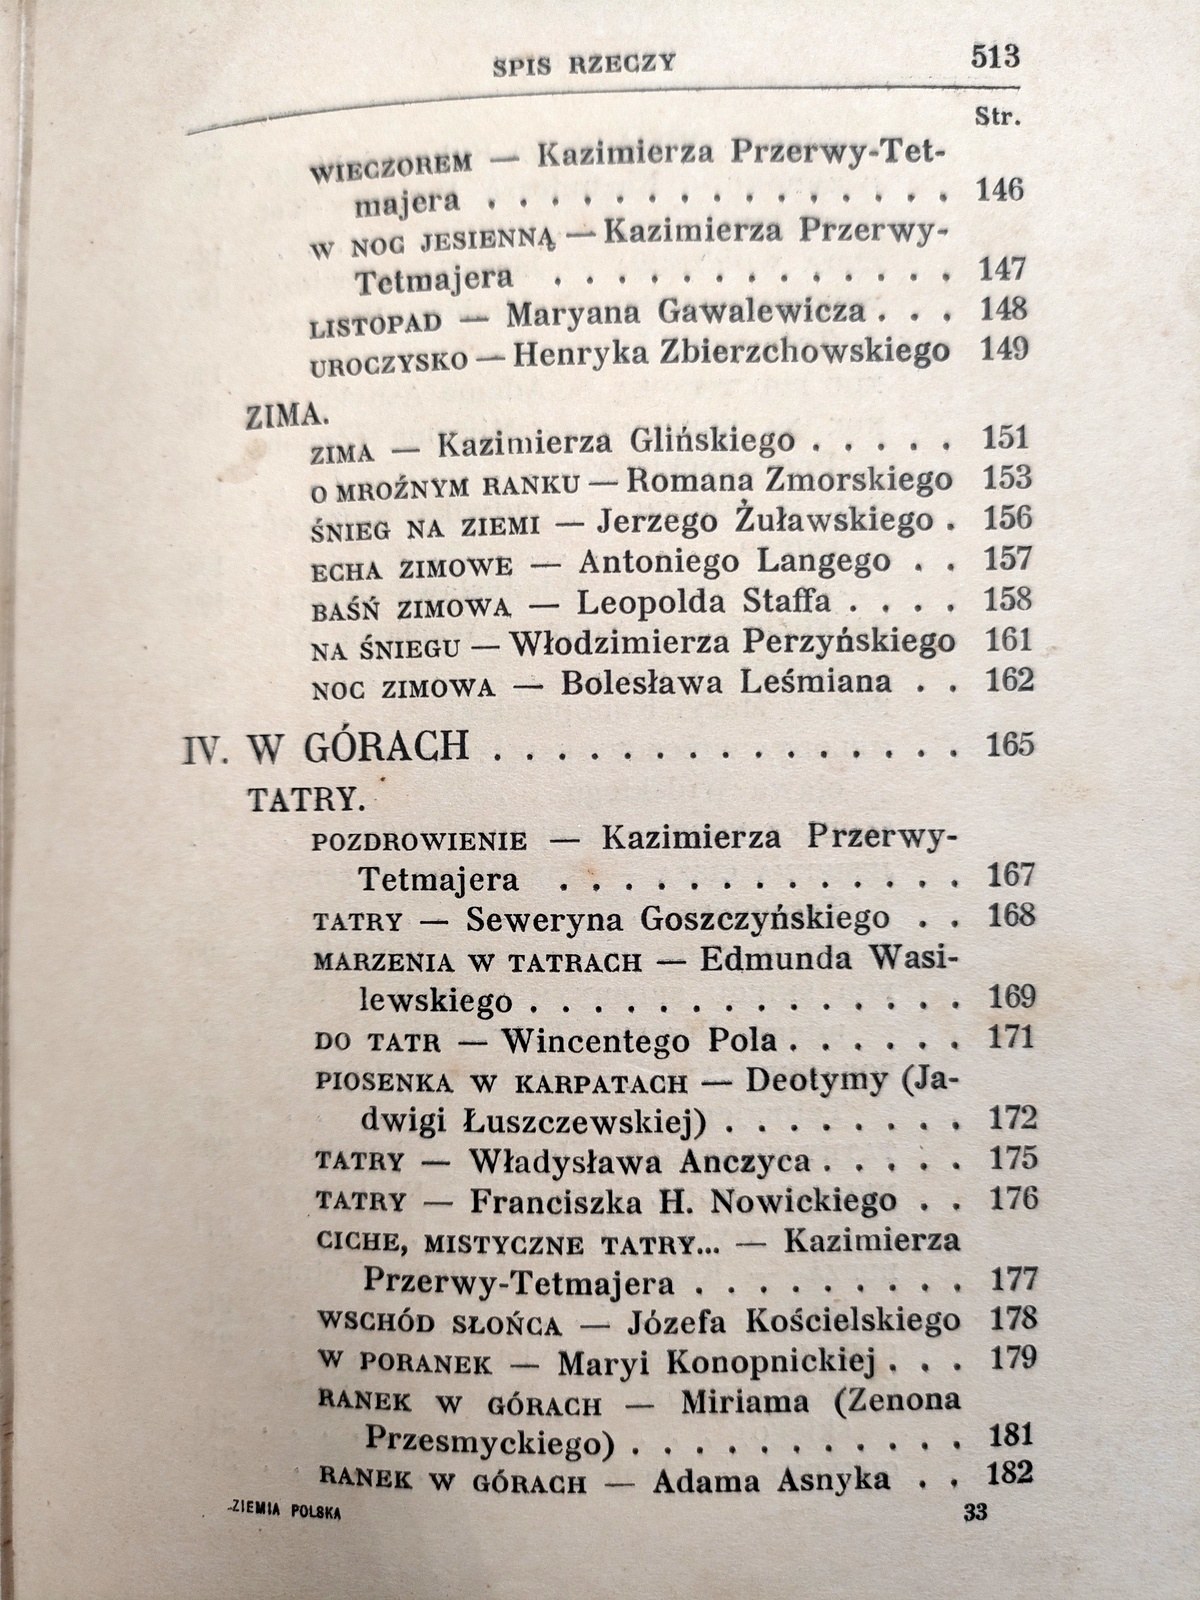 SPIS RZECZY 513
Str.
WIECZOREM — Kazimierza Przerwy-Tet-
majera . . . . . . . . . . . . . . . 146
W NOC JESIENNĄ — Kazimierza Przerwy-
Tetmajera . . . . . . . . . . . . . 147
LISTOPAD — Maryana Gawalewicza . . . 148
UROCZYSKO — Henryka Zbierzchowskiego 149
ZIMA.
ZIMA — Kazimierza Glińskiego . . . . . 151
O MROŹNYM RANKU — Romana Zmorskiego 153
ŚNIEG NA ZIEMI — Jerzego Żuławskiego . 156
ECHA ZIMOWE — Antoniego Langego . . 157
BAŚŃ ZIMOWA — Leopolda Staffa . . . . 158
NA ŚNIEGU — Włodzimierza Perzyńskiego 161
NOC ZIMOWA — Bolesława Leśmiana . . 162
IV. W GÓRACH . . . . . . . . . . . . . . . 165
TATRY.
POZDROWIENIE — Kazimierza Przerwy-
Tetmajera . . . . . . . . . . . . . 167
TATRY — Seweryna Goszczyńskiego . . 168
MARZENIA W TATRACH — Edmunda Wasi-
lewskiego . . . . . . . . . . . . . . 169
DO TATR — Wincentego Pola . . . . . . 171
PIOSENKA W KARPATACH — Deotymy (Ja-
dwigi Łuszczewskiej) . . . . . . . . 172
TATRY — Władysława Anczyca . . . . . 175
TATRY — Franciszka H. Nowickiego . . 176
CICHE, MISTYCZNE TATRY... — Kazimierza
Przerwy-Tetmajera . . . . . . . . . 177
WSCHÓD SŁOŃCA — Józefa Kościelskiego 178
W PORANEK — Maryi Konopnickiej . . . 179
RANEK W GÓRACH — Miriama (Zenona
Przesmyckiego) . . . . . . . . . . . 181
RANEK W GÓRACH — Adama Asnyka . . 182
ZIEMIA POLSKA 33